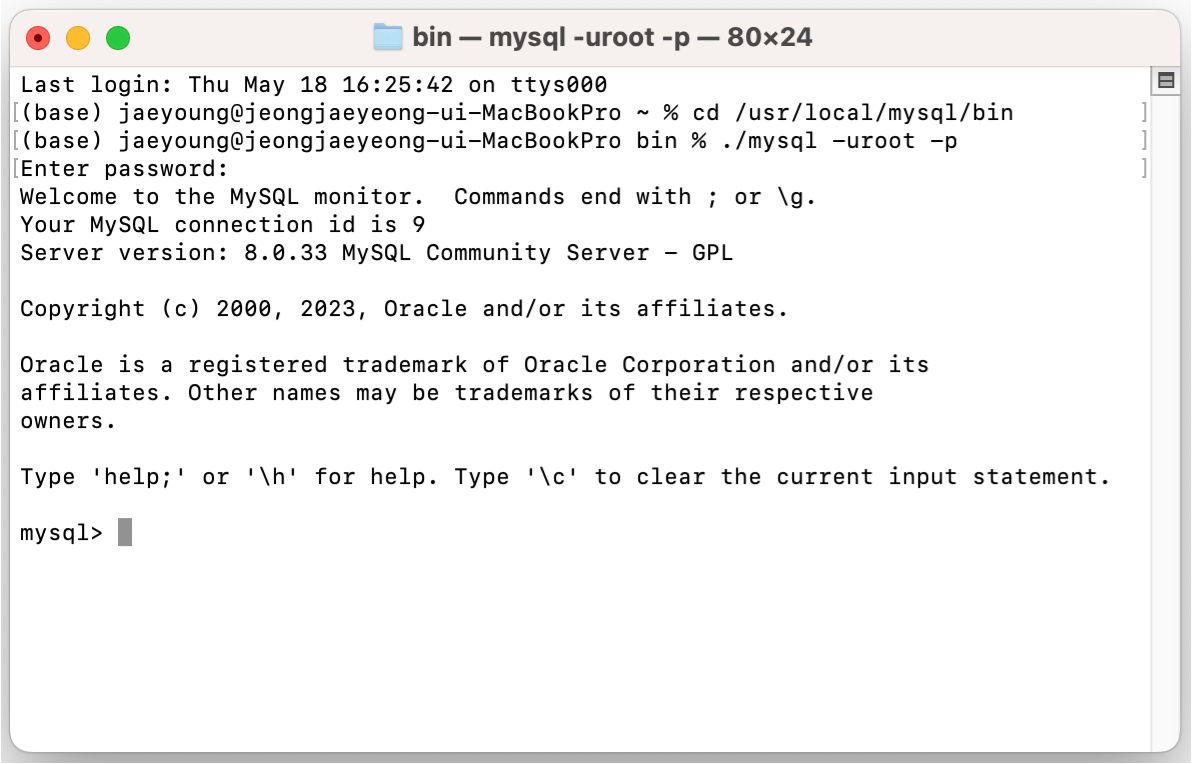 bin — mysql -uroot -p — 80×24
Last login: Thu May 18 16:25:42 on ttys000
[(base) jaeyoung@jeongjaeyeong-ui-MacBookPro ~ % cd /usr/local/mysql/bin ]
[(base) jaeyoung@jeongjaeyeong-ui-MacBookPro bin % ./mysql -uroot -p ]
[Enter password: ]
Welcome to the MySQL monitor.  Commands end with ; or \g.
Your MySQL connection id is 9
Server version: 8.0.33 MySQL Community Server - GPL
Copyright (c) 2000, 2023, Oracle and/or its affiliates.
Oracle is a registered trademark of Oracle Corporation and/or its
affiliates. Other names may be trademarks of their respective
owners.
Type 'help;' or '\h' for help. Type '\c' to clear the current input statement.
mysql>